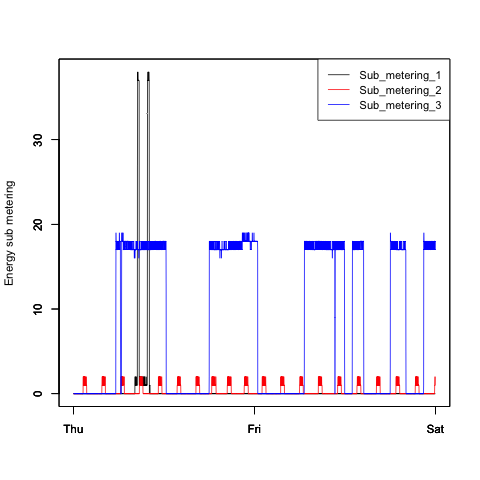 Sub_metering_1
Sub_metering_2
Sub_metering_3
Energy sub metering
30
20
10
0
Thu
Fri
Sat